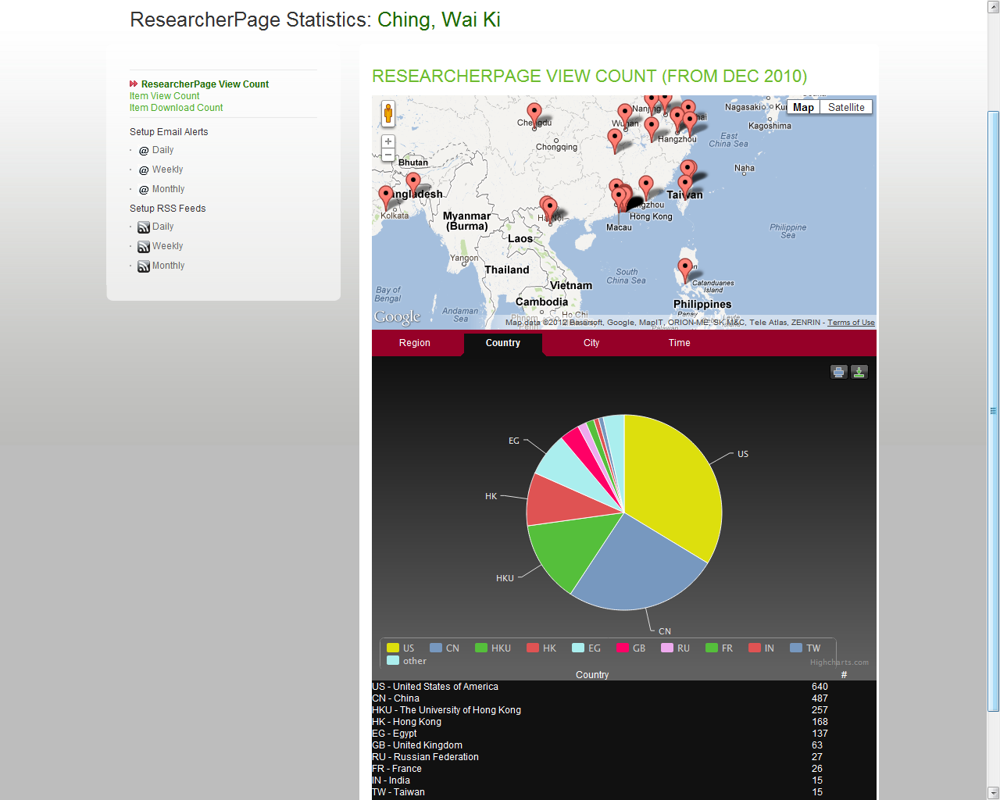 ResearcherPage Statistics: Ching, Wai Ki
ResearcherPage View Count
Item View Count
Item Download Count
Setup Email Alerts
Daily
Weekly
Monthly
Setup RSS Feeds
Daily
Weekly
Monthly
RESEARCHERPAGE VIEW COUNT (FROM DEC 2010)
Map
Satellite
Nagasaki
Kagoshima
Chengdu
Wuhan
Chongqing
Hangzhou
East
China Sea
Naha
Bhutan
Kolkata
Myanmar
(Burma)
Laos
Taiwan
Hong Kong
Macau
Philippine
Sea
Yangon
Thailand
South
China Sea
Vietnam
Catanduanes
Island
Bay of
Bengal
Cambodia
Philippines
Andaman
Sea
Ho Chi
Google
Map data ©2012 Basarsoft, Google, MapIT, ORION-ME, SK M&C, Tele Atlas, ZENRIN - Terms of Use
Region Country City Time
EG
US
HK
HKU
CN
US CN HKU HK EG GB RU FR IN TW
other
Highcharts.com
Country #
US - United States of America 640
CN - China 487
HKU - The University of Hong Kong 257
HK - Hong Kong 168
EG - Egypt 137
GB - United Kingdom 63
RU - Russian Federation 27
FR - France 26
IN - India 15
TW - Taiwan 15